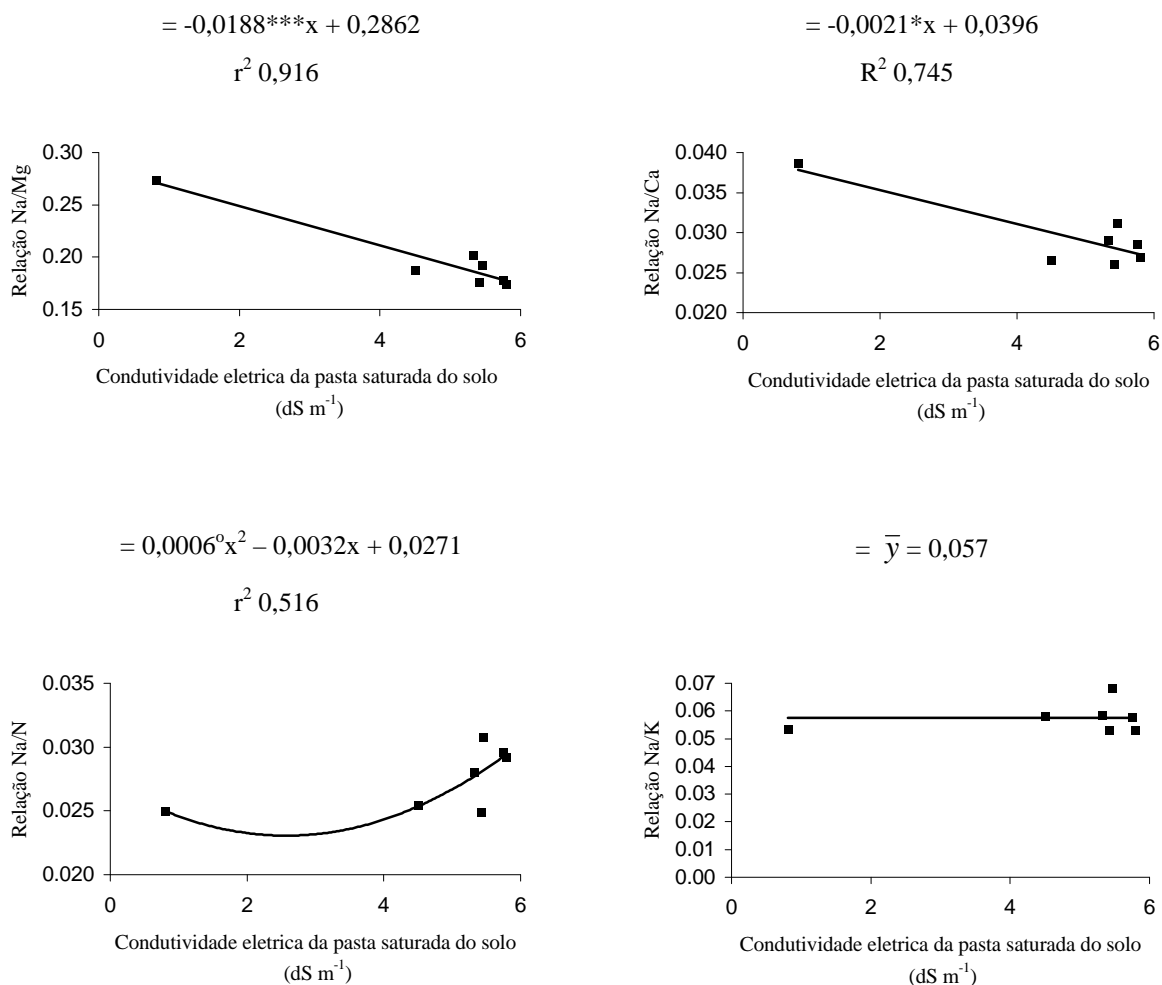 = -0,0188***x + 0,2862
r² 0,916
0.30
0.25
0.20
0.15
Relação Na/Mg
0 2 4 6
Condutividade eletrica da pasta saturada do solo
(dS m⁻¹)
= -0,0021*x + 0,0396
R² 0,745
0.040
0.035
0.030
0.025
0.020
Relação Na/Ca
0 2 4 6
Condutividade eletrica da pasta saturada do solo
(dS m⁻¹)
= 0,0006ºx² – 0,0032x + 0,0271
r² 0,516
0.035
0.030
0.025
0.020
Relação Na/N
0 2 4 6
Condutividade eletrica da pasta saturada do solo
(dS m⁻¹)
= y̅ = 0,057
0.07
0.06
0.05
0.04
0.03
0.02
0.01
0.00
Relação Na/K
0 2 4 6
Condutividade eletrica da pasta saturada do solo
(dS m⁻¹)